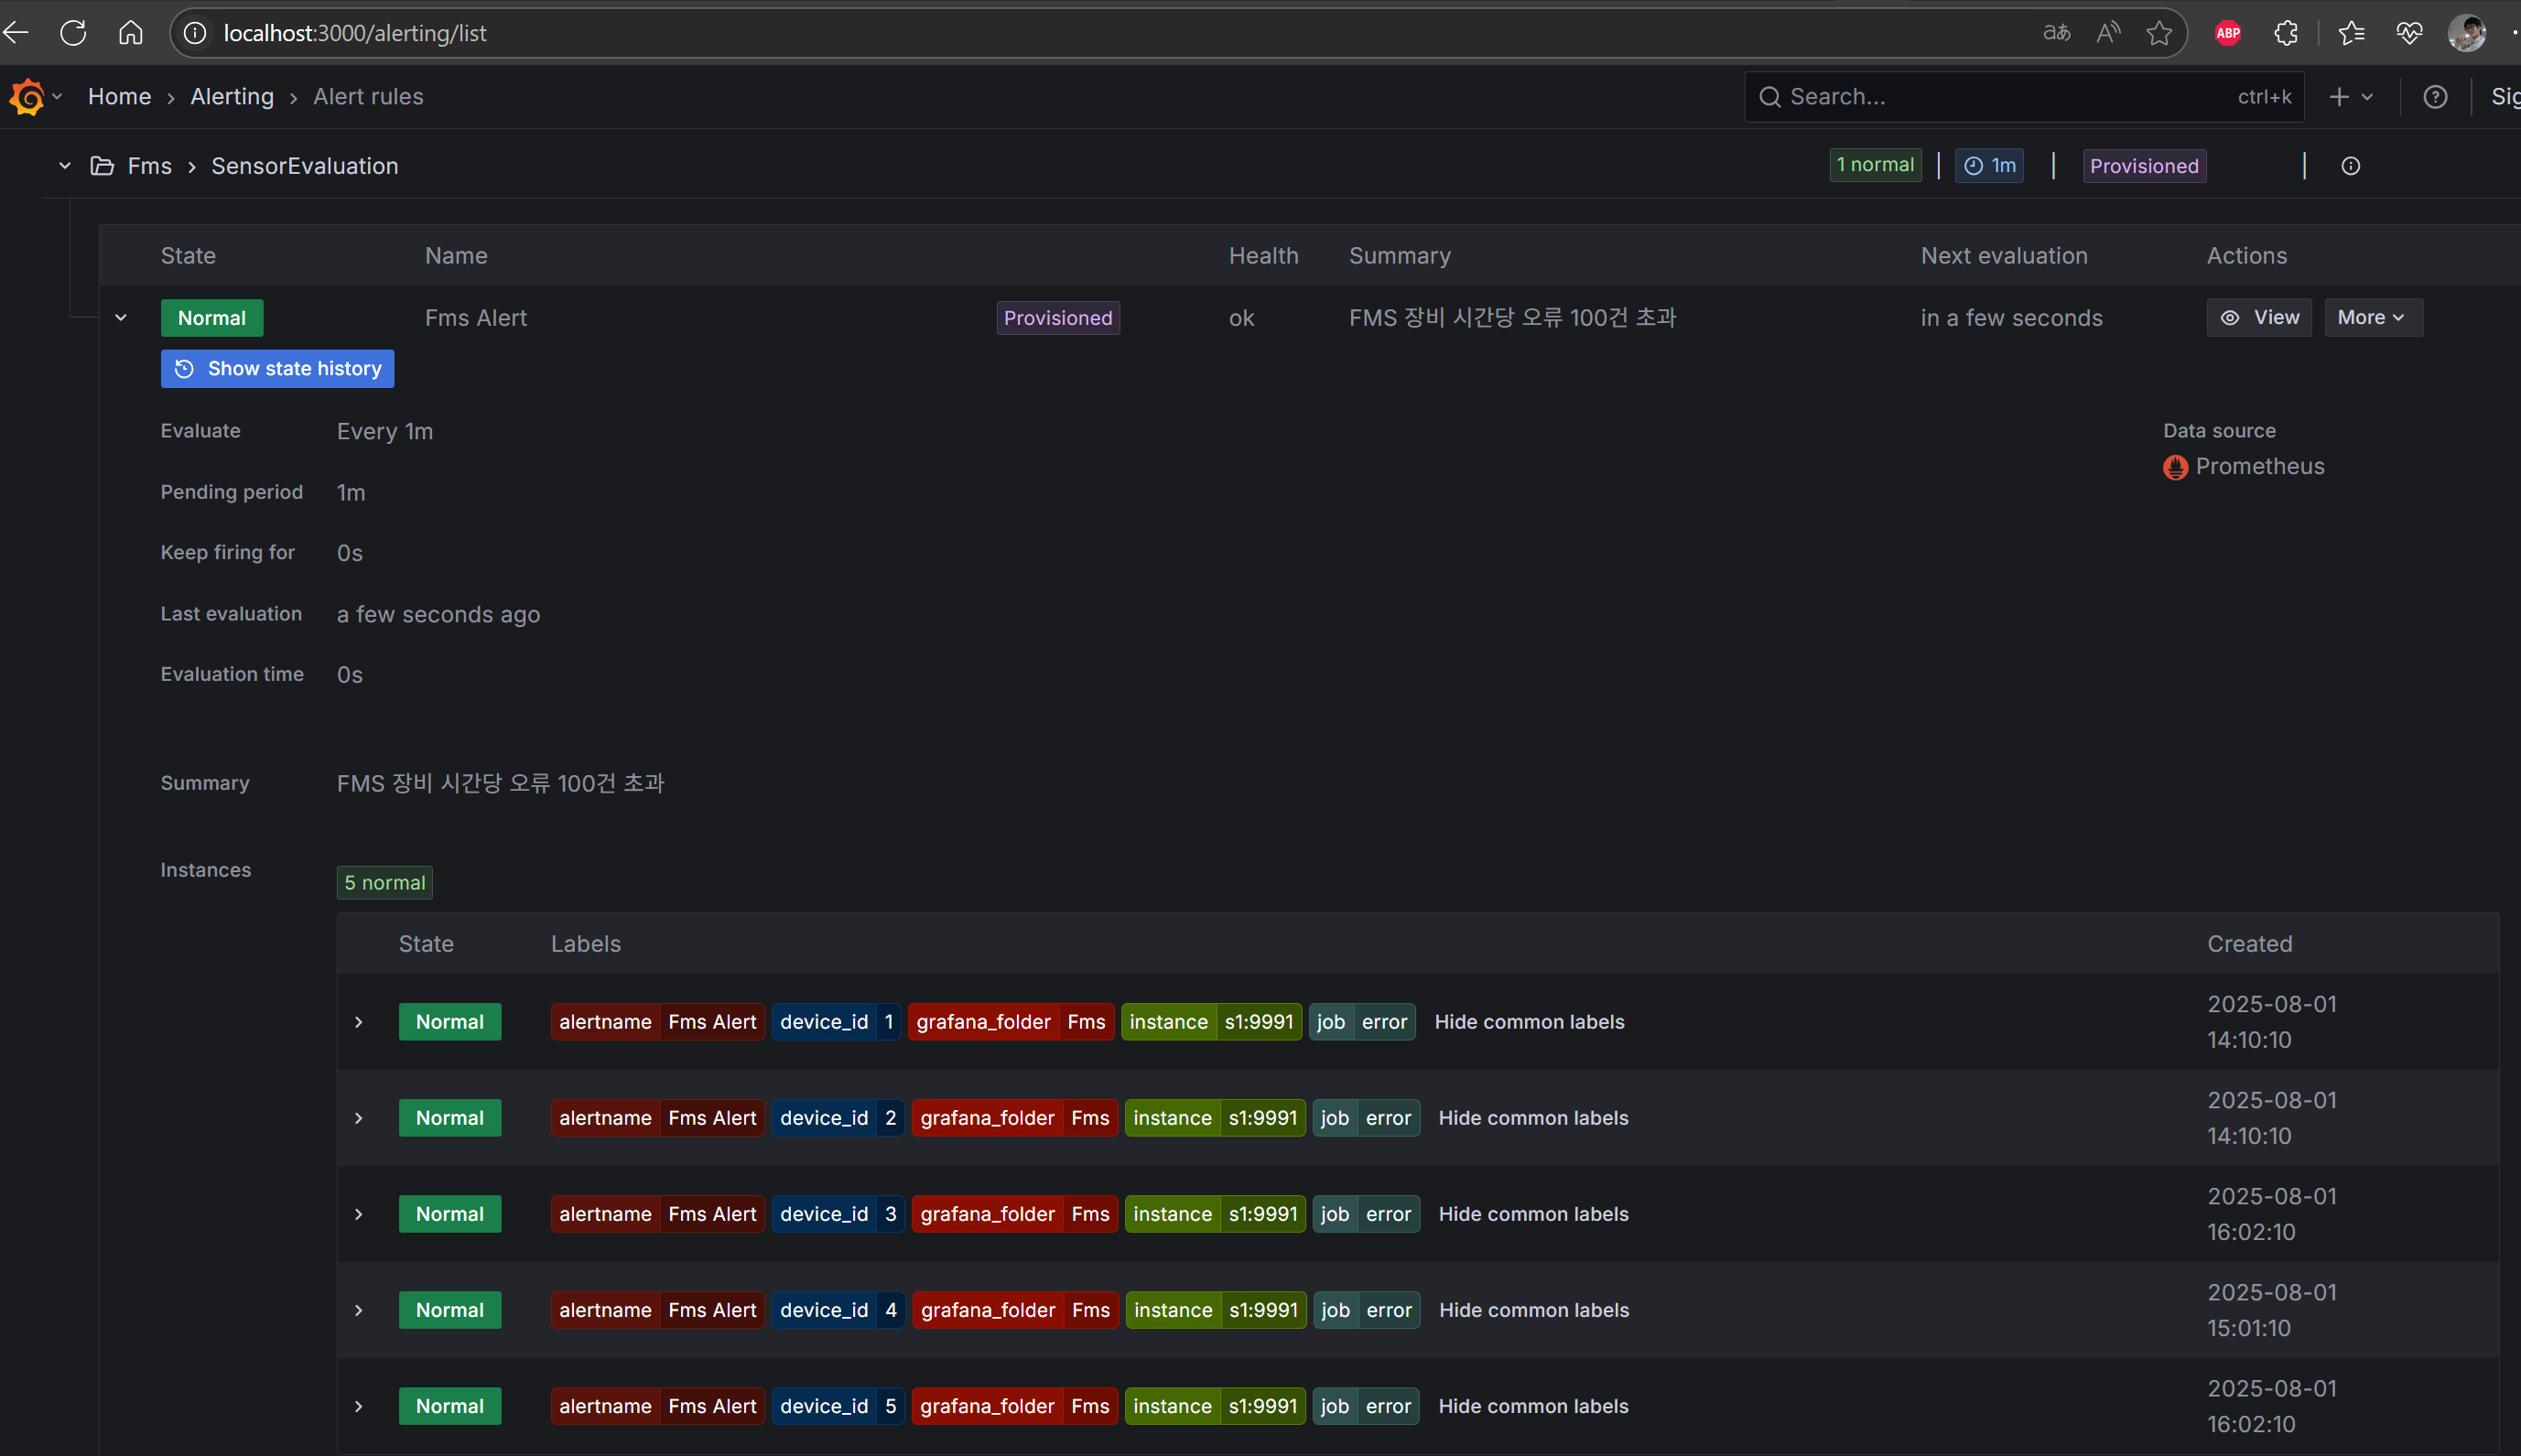 localhost:3000/alerting/list
aあ A ABP
Home > Alerting > Alert rules Search... ctrl+k
Fms > SensorEvaluation 1 normal | 1m | Provisioned |
State Name Health Summary Next evaluation Actions
Normal Fms Alert Provisioned ok FMS 장비 시간당 오류 100건 초과 in a few seconds View More
Show state history
Evaluate Every 1m Data source
Prometheus
Pending period 1m
Keep firing for 0s
Last evaluation a few seconds ago
Evaluation time 0s
Summary FMS 장비 시간당 오류 100건 초과
Instances 5 normal
State Labels Created
Normal alertname Fms Alert device_id 1 grafana_folder Fms instance s1:9991 job error Hide common labels 2025-08-01
14:10:10
Normal alertname Fms Alert device_id 2 grafana_folder Fms instance s1:9991 job error Hide common labels 2025-08-01
14:10:10
Normal alertname Fms Alert device_id 3 grafana_folder Fms instance s1:9991 job error Hide common labels 2025-08-01
16:02:10
Normal alertname Fms Alert device_id 4 grafana_folder Fms instance s1:9991 job error Hide common labels 2025-08-01
15:01:10
Normal alertname Fms Alert device_id 5 grafana_folder Fms instance s1:9991 job error Hide common labels 2025-08-01
16:02:10